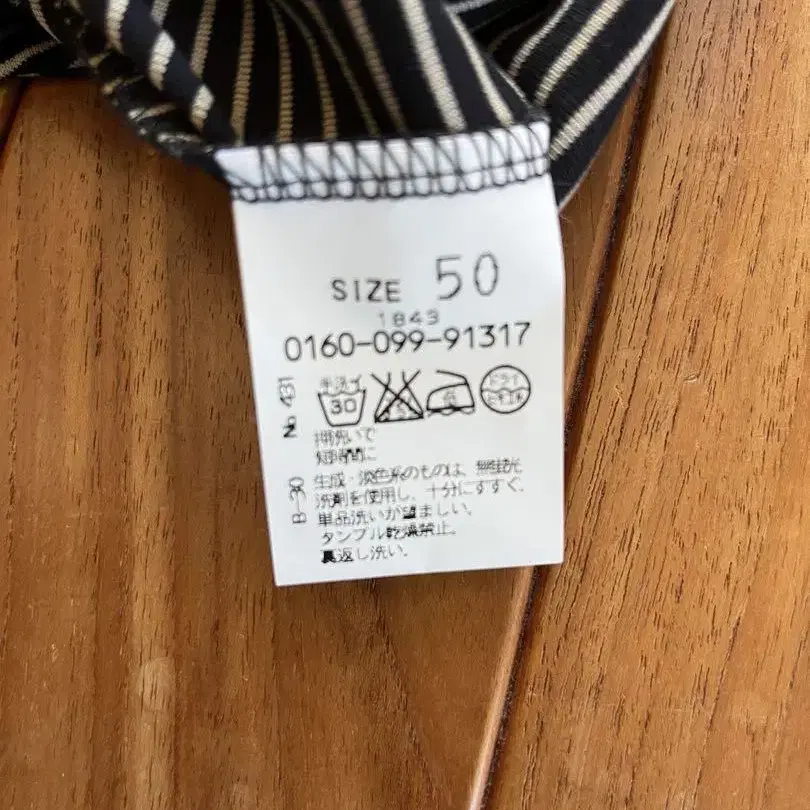 SIZE 50
1843
0160-099-91317
手洗イ
30
ドライ
セキユ系
No. 431
押洗いで
短時間に
B-30
生成・淡色系のものは、無蛍光
洗剤を使用し、十分にすすぐ。
単品洗いが望ましい。
タンブル乾燥禁止。
裏返し洗い。